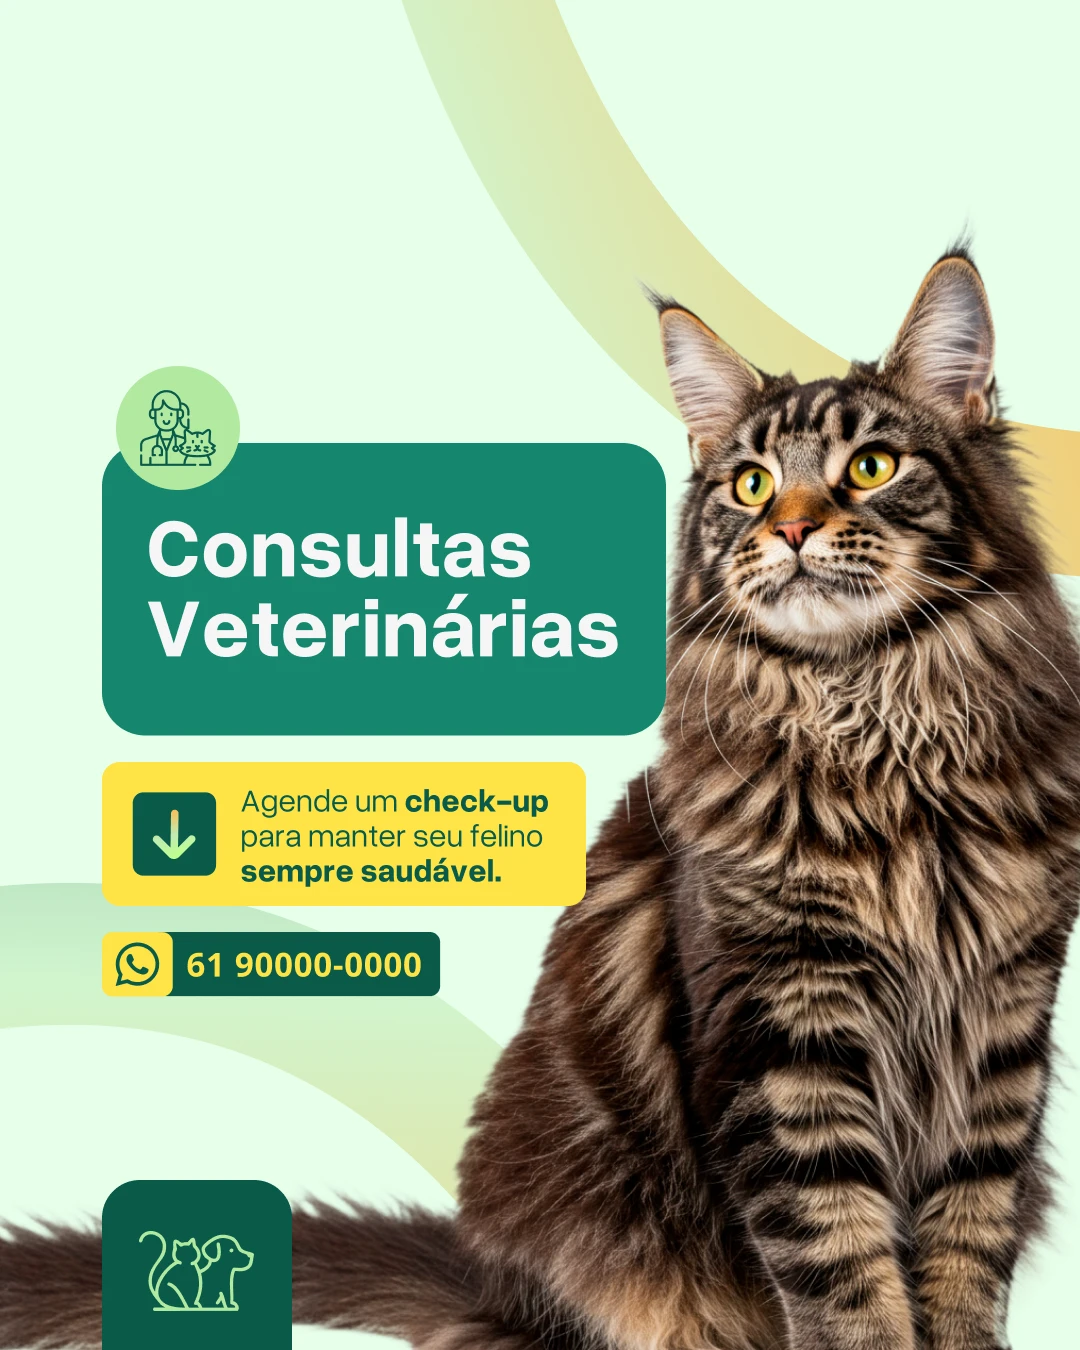 Consultas
Veterinárias
Agende um check-up
para manter seu felino
sempre saudável.
61 90000-0000